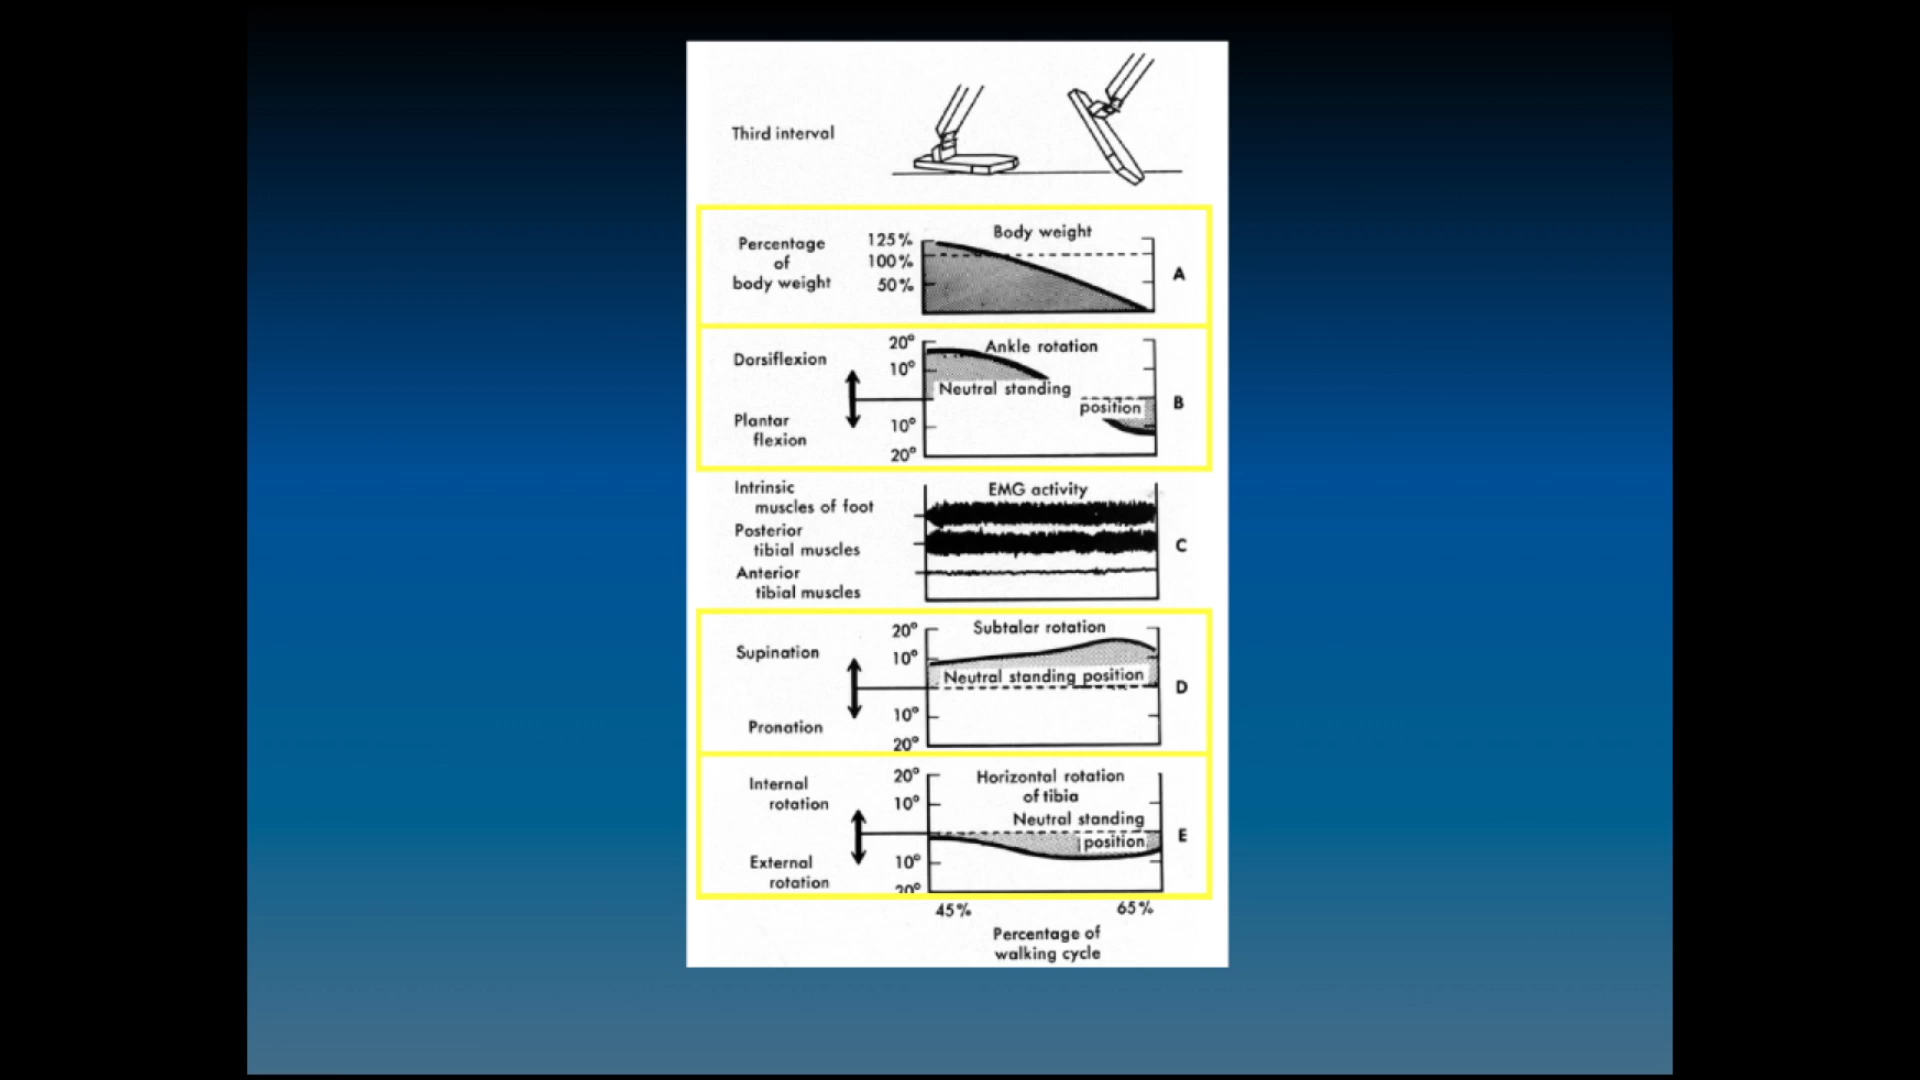 Third interval
Percentage
of
body weight
125%
100%
50%
Body weight
A
Dorsiflexion
Plantar
flexion
20°
10°
10°
20°
Ankle rotation
Neutral standing
position
B
Intrinsic
muscles of foot
Posterior
tibial muscles
Anterior
tibial muscles
EMG activity
C
Supination
Pronation
20°
10°
10°
20°
Subtalar rotation
Neutral standing position
D
Internal
rotation
External
rotation
20°
10°
10°
20°
Horizontal rotation
of tibia
Neutral standing
position
E
45% 65%
Percentage of
walking cycle